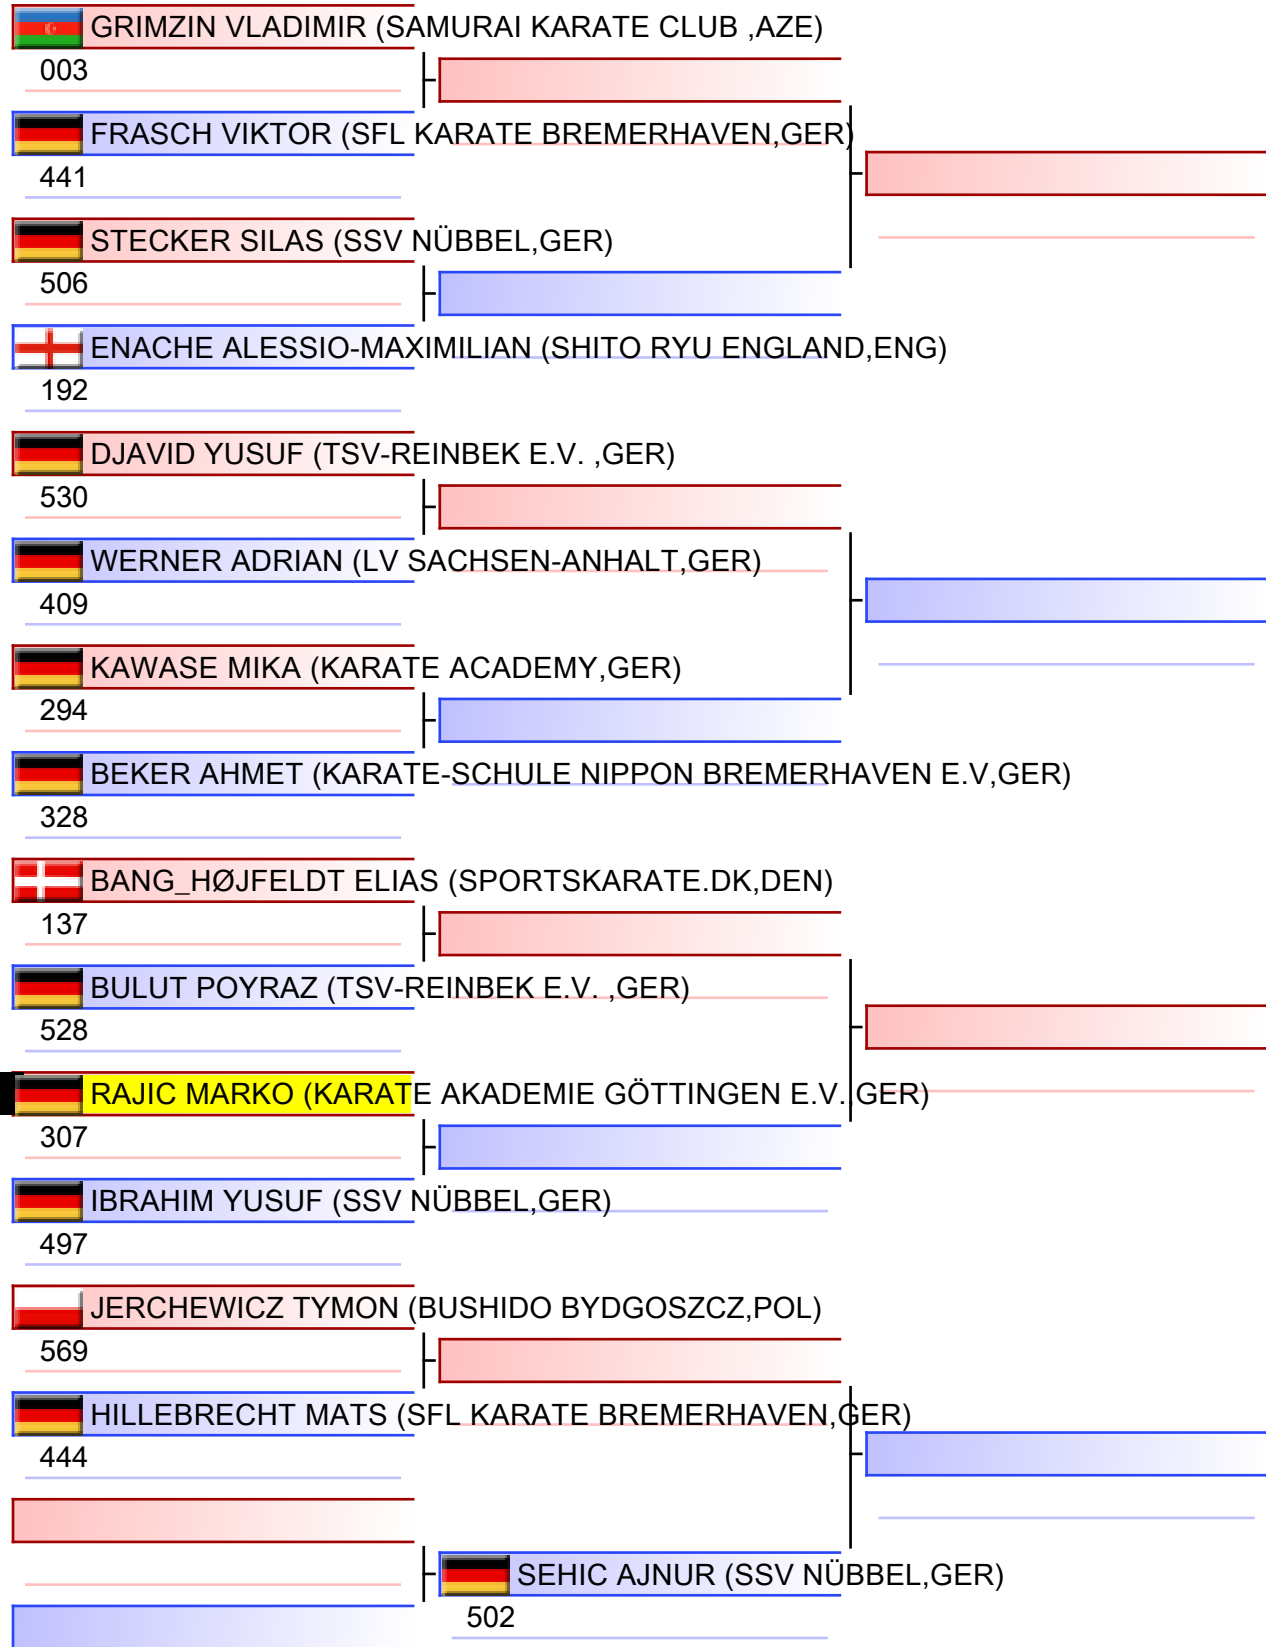 GRIMZIN VLADIMIR (SAMURAI KARATE CLUB ,AZE)
003
FRASCH VIKTOR (SFL KARATE BREMERHAVEN,GER)
441
STECKER SILAS (SSV NÜBBEL,GER)
506
ENACHE ALESSIO-MAXIMILIAN (SHITO RYU ENGLAND,ENG)
192
DJAVID YUSUF (TSV-REINBEK E.V. ,GER)
530
WERNER ADRIAN (LV SACHSEN-ANHALT,GER)
409
KAWASE MIKA (KARATE ACADEMY,GER)
294
BEKER AHMET (KARATE-SCHULE NIPPON BREMERHAVEN E.V,GER)
328
BANG_HØJFELDT ELIAS (SPORTSKARATE.DK,DEN)
137
BULUT POYRAZ (TSV-REINBEK E.V. ,GER)
528
RAJIC MARKO (KARATE AKADEMIE GÖTTINGEN E.V.,GER)
307
IBRAHIM YUSUF (SSV NÜBBEL,GER)
497
JERCHEWICZ TYMON (BUSHIDO BYDGOSZCZ,POL)
569
HILLEBRECHT MATS (SFL KARATE BREMERHAVEN,GER)
444
SEHIC AJNUR (SSV NÜBBEL,GER)
502